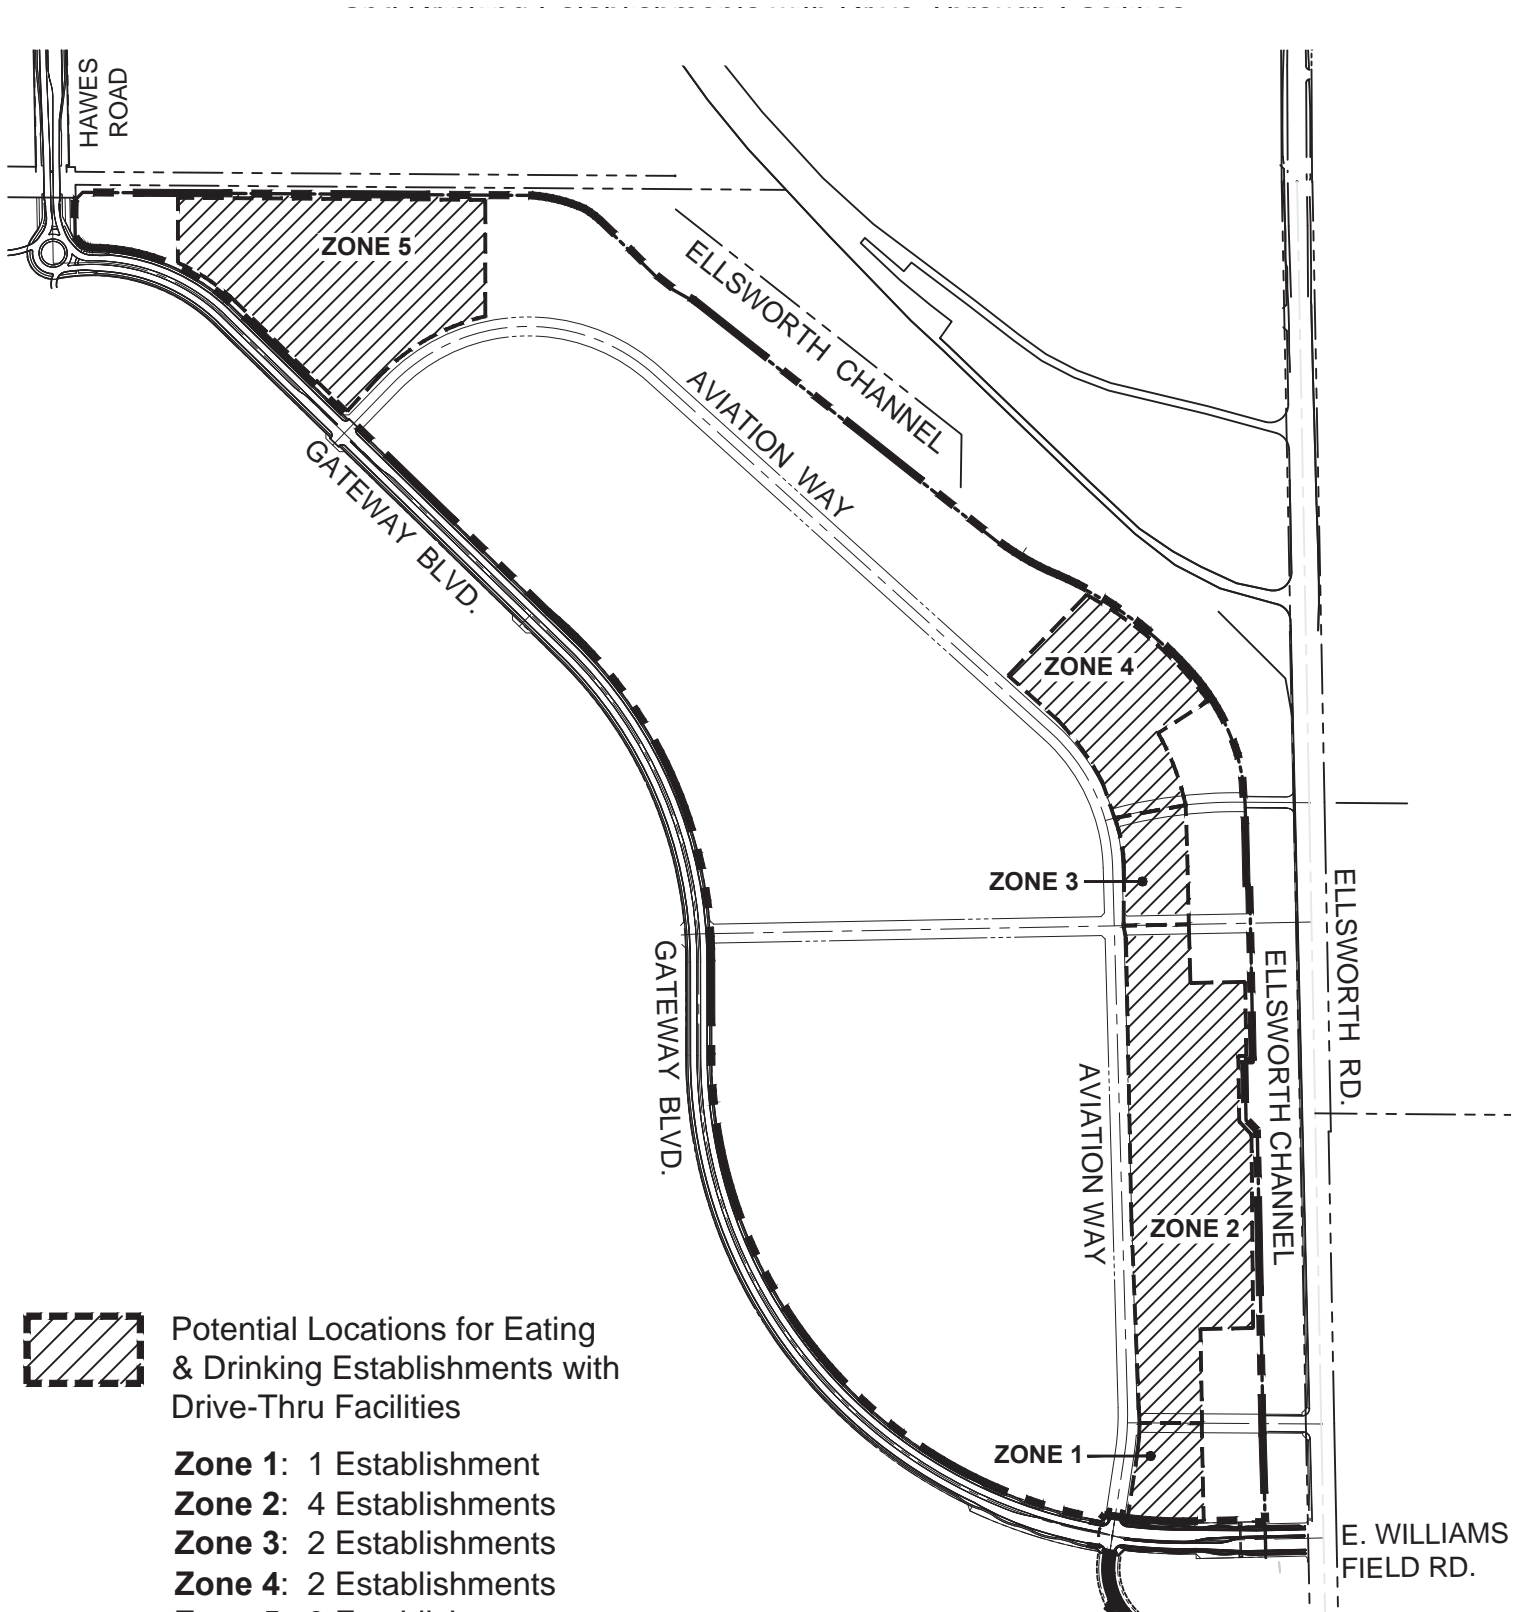 HAWES
ROAD
ZONE 5
ELLSWORTH CHANNEL
AVIATION WAY
GATEWAY BLVD.
ZONE 4
ZONE 3
ELLSWORTH RD.
GATEWAY BLVD.
ELLSWORTH CHANNEL
AVIATION WAY
ZONE 2
Potential Locations for Eating
& Drinking Establishments with
Drive-Thru Facilities
ZONE 1
Zone 1: 1 Establishment
Zone 2: 4 Establishments
Zone 3: 2 Establishments
Zone 4: 2 Establishments
E. WILLIAMS
FIELD RD.